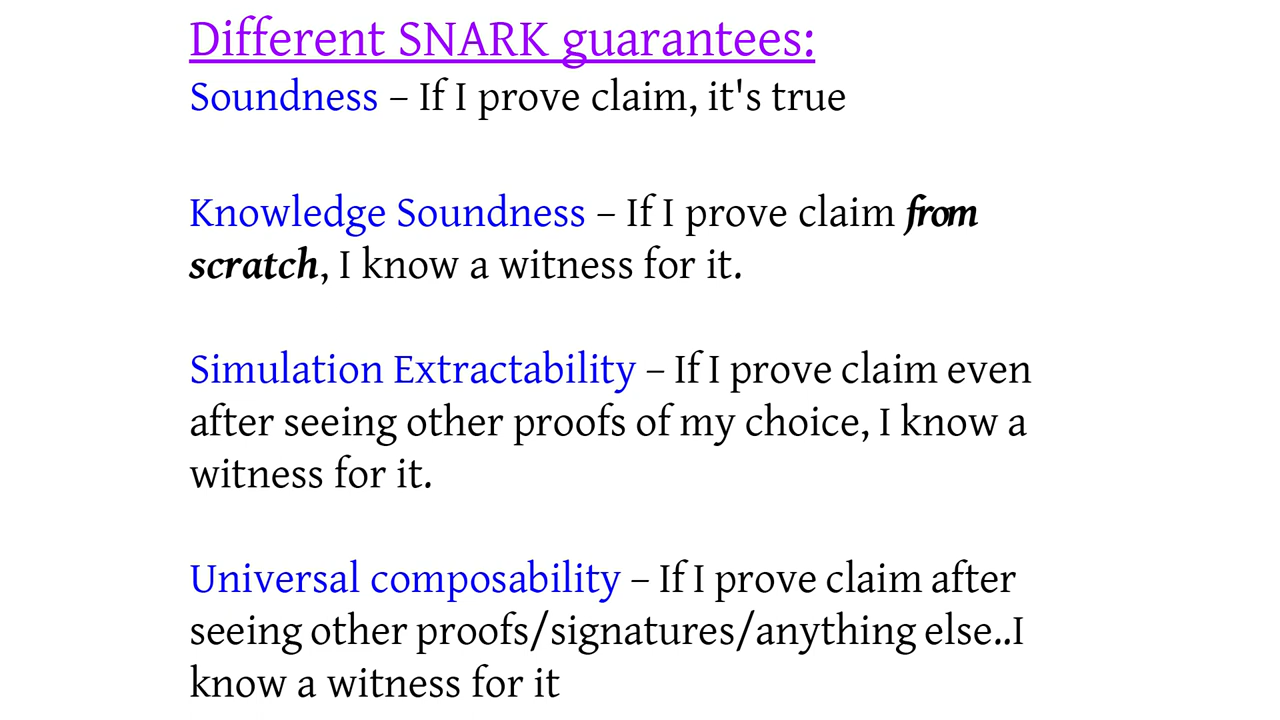 Different SNARK guarantees:
Soundness – If I prove claim, it's true
Knowledge Soundness – If I prove claim from
scratch, I know a witness for it.
Simulation Extractability – If I prove claim even
after seeing other proofs of my choice, I know a
witness for it.
Universal composability – If I prove claim after
seeing other proofs/signatures/anything else..I
know a witness for it